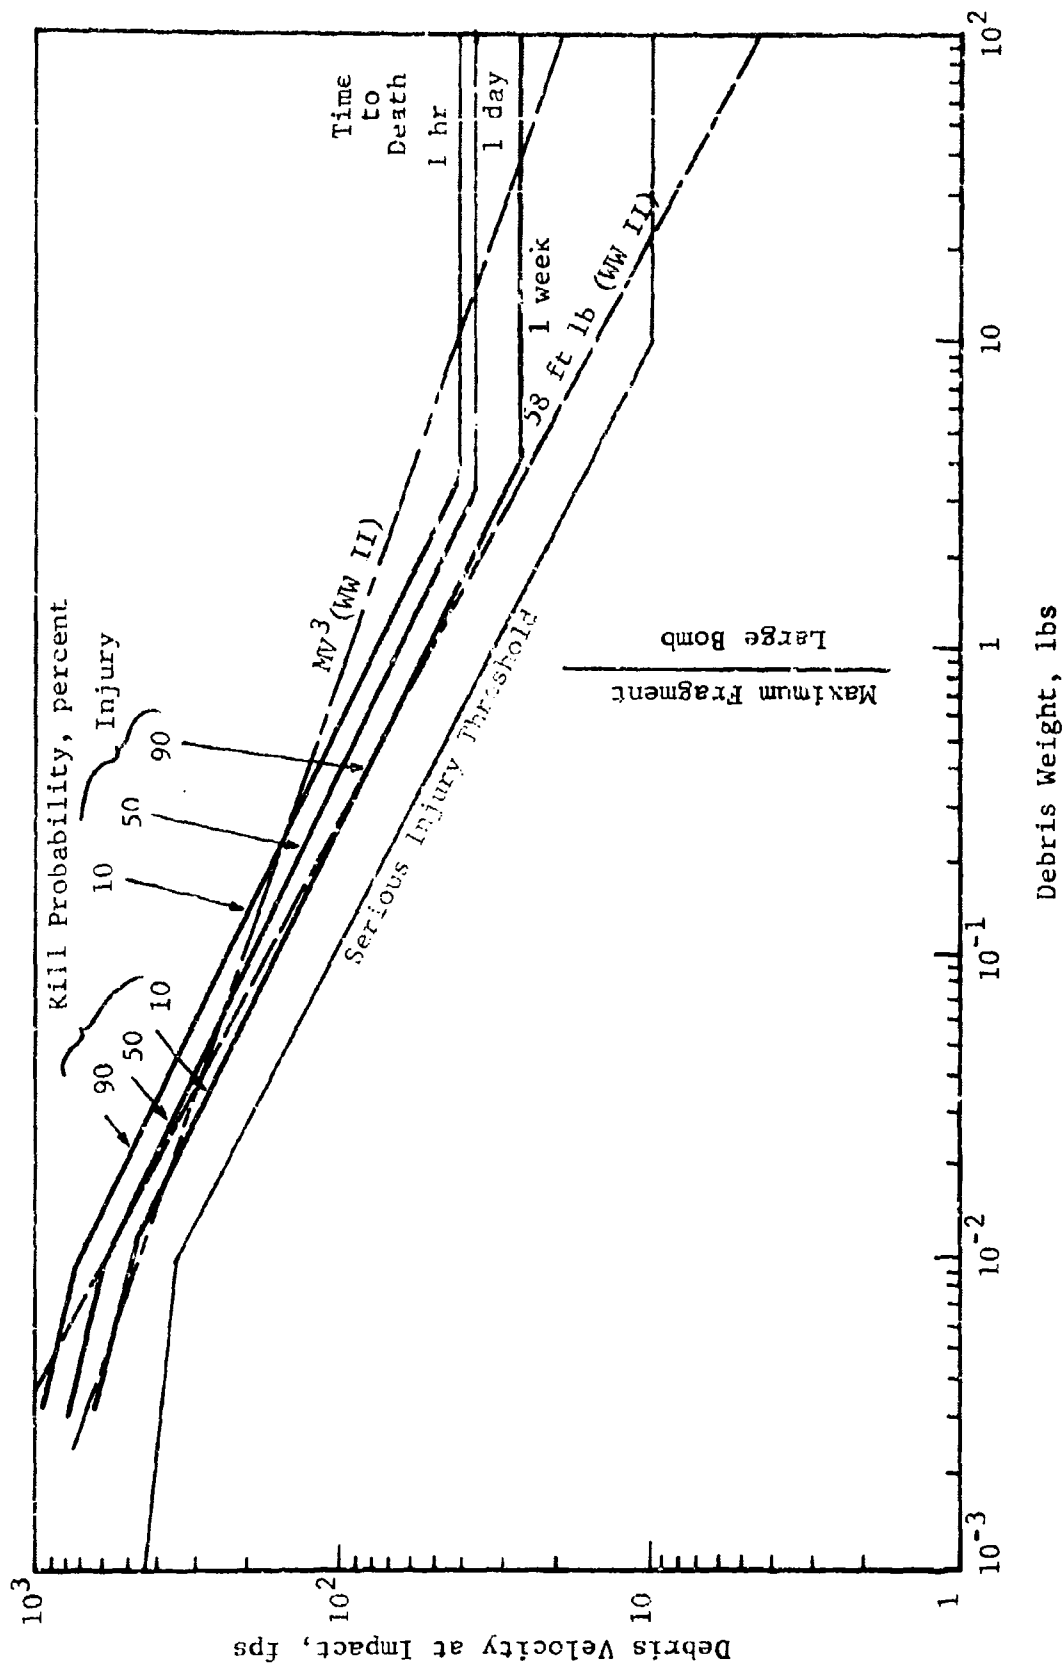 Kill Probability, percent
Injury
90
50
10
10
50
90
Time
to
Death
1 hr
1 day
1 week
MV³ (WW II)
58 ft lb (WW II)
Serious Injury Threshold
Maximum Fragment
Large Bomb
Debris Velocity at Impact, fps
10³
10²
10
1
10⁻³
10⁻²
10⁻¹
1
10
10²
Debris Weight, lbs